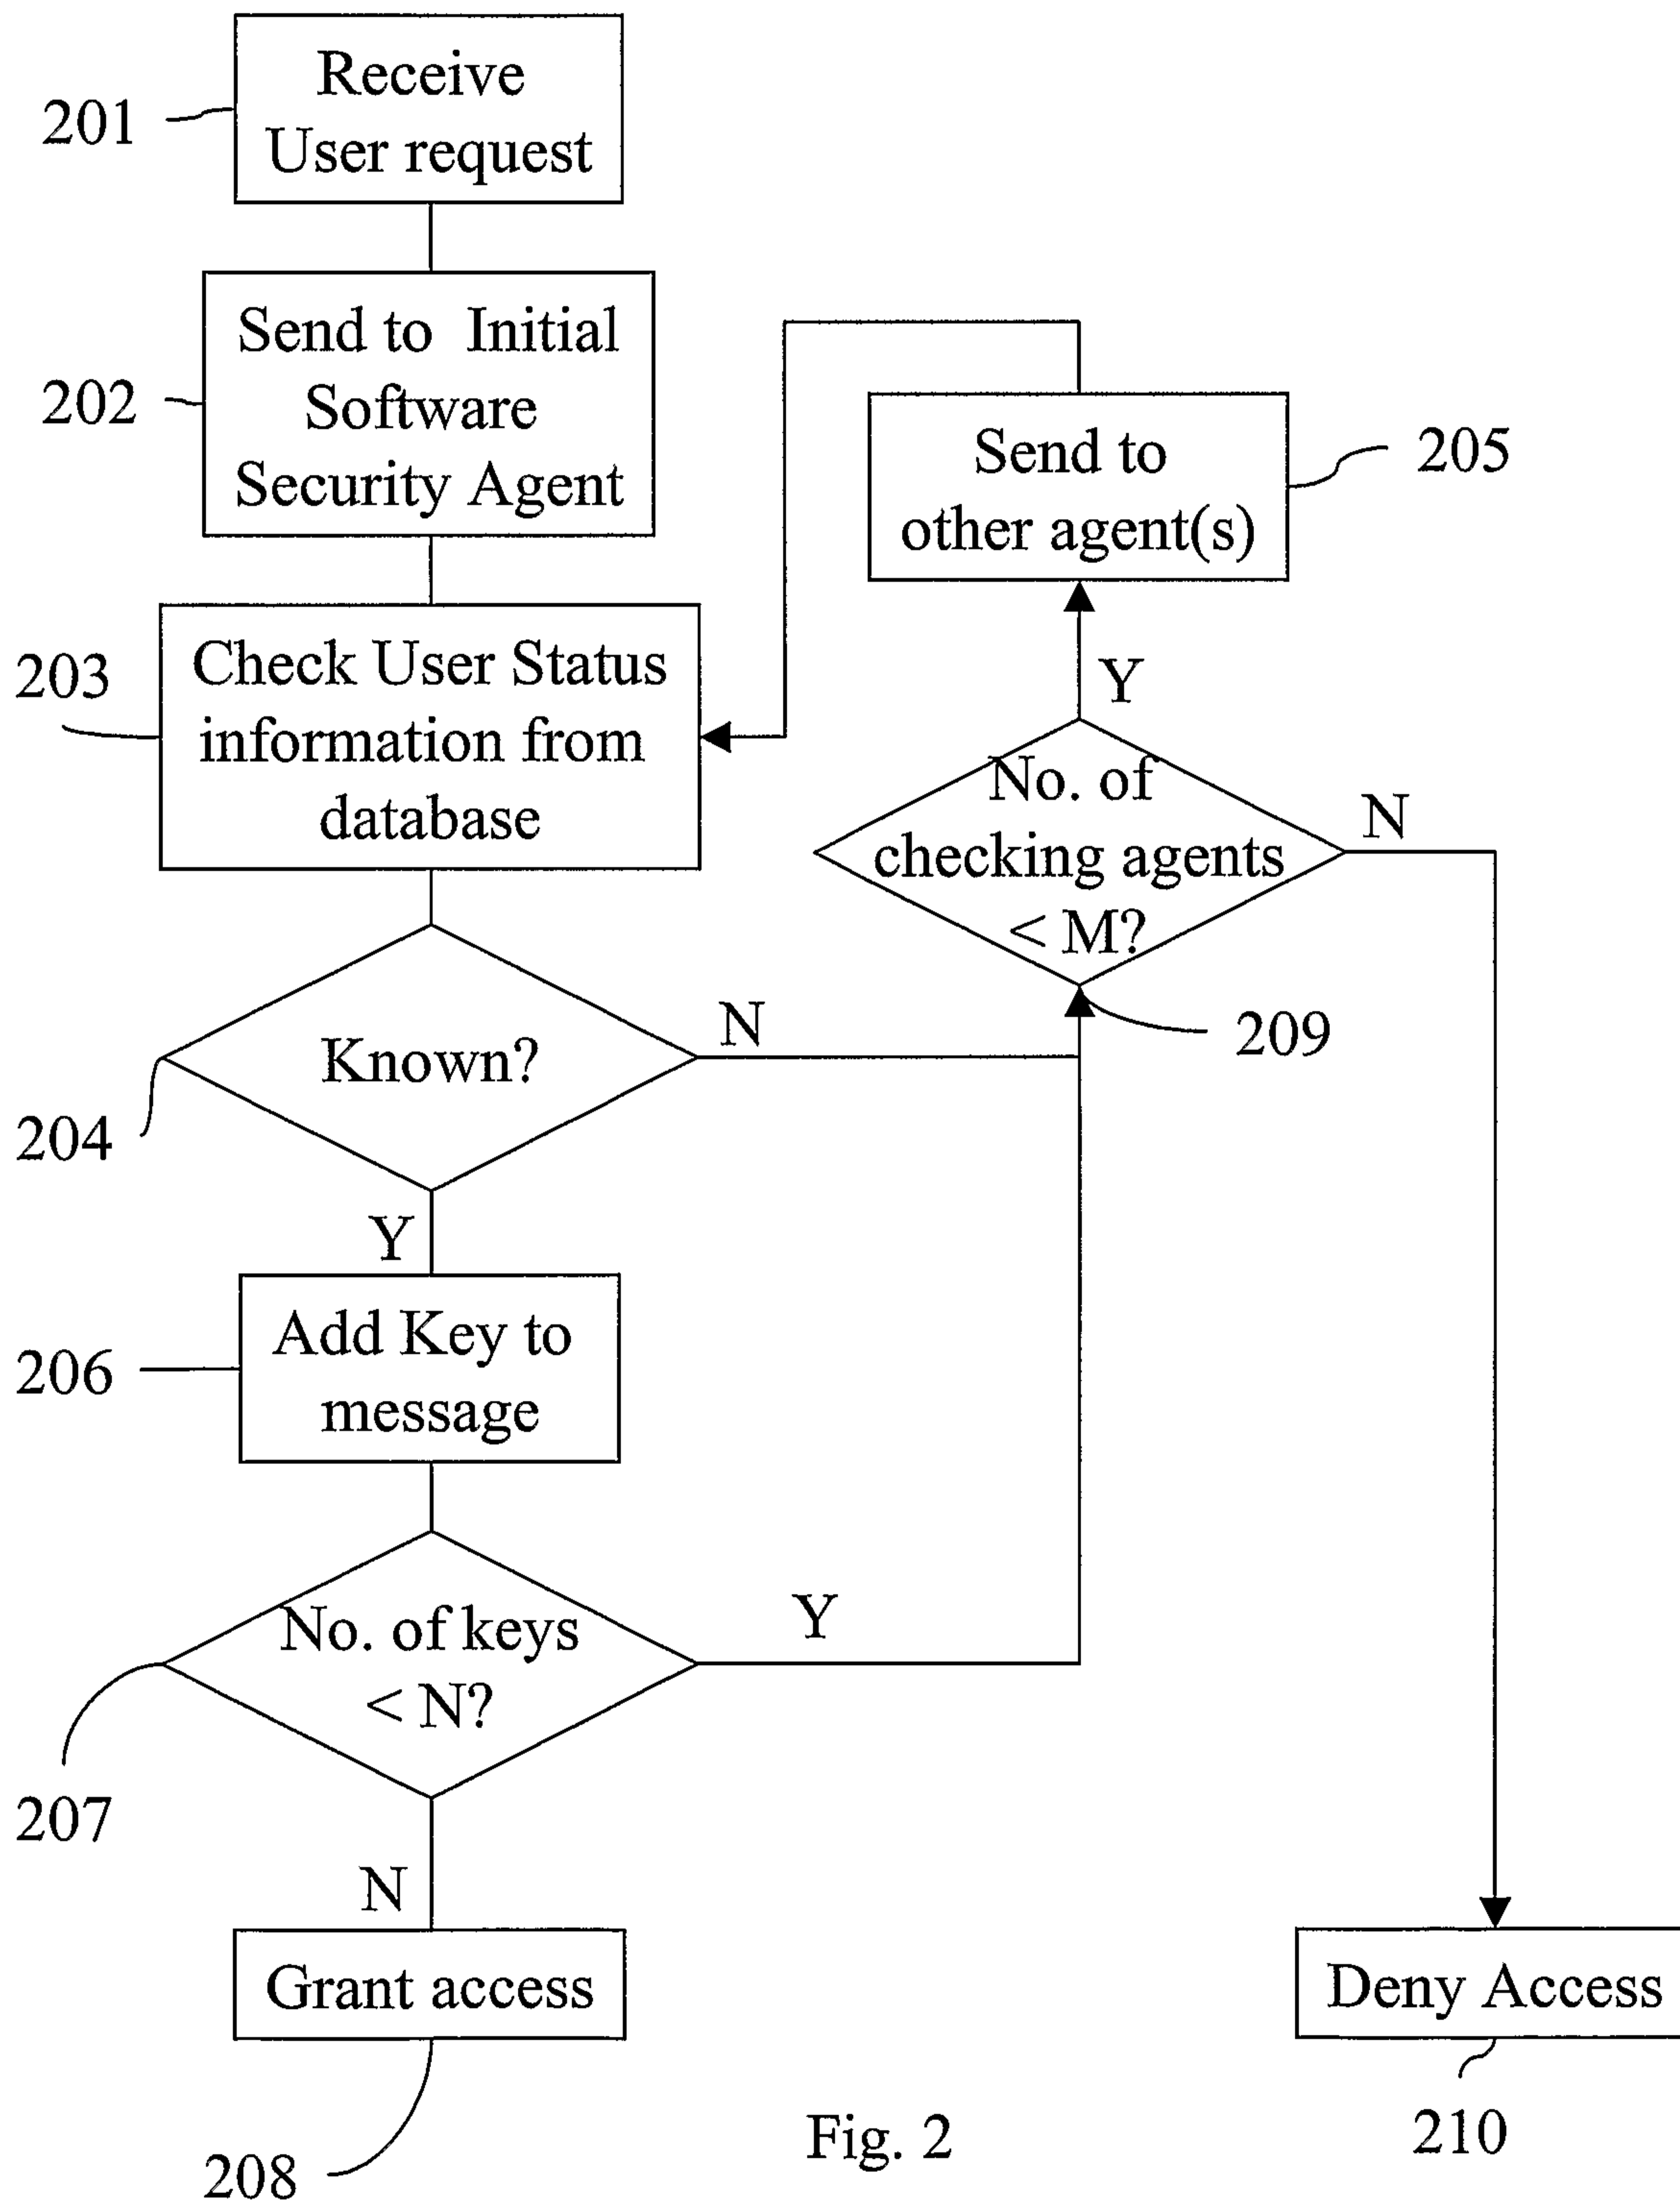 Receive
User request
201
Send to Initial
Software
Security Agent
202
Send to
other agent(s)
205
Check User Status
information from
database
203
Y
No. of
checking agents
< M?
N
209
Known?
N
204
Y
Add Key to
message
206
No. of keys
< N?
Y
207
N
Grant access
208
Deny Access
210
Fig. 2